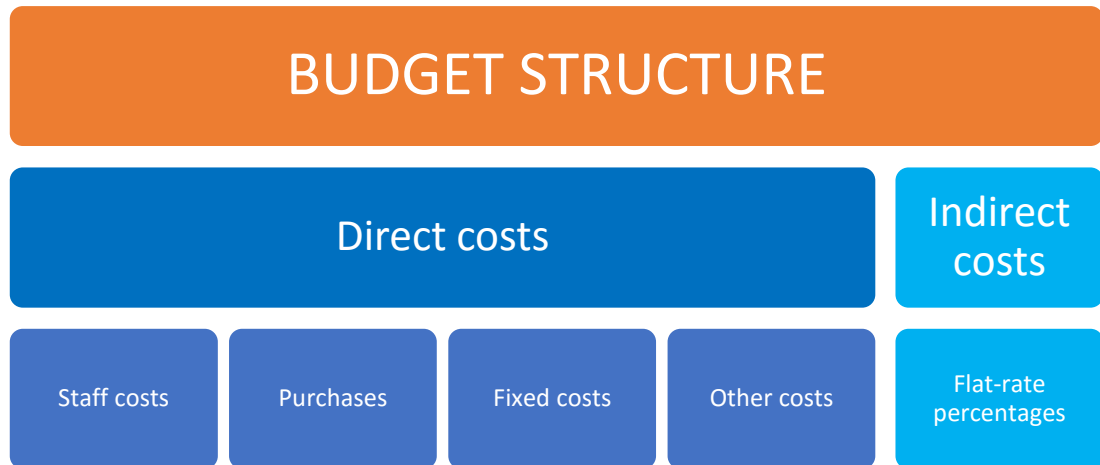 BUDGET STRUCTURE
Direct costs
Indirect
costs
Staff costs
Purchases
Fixed costs
Other costs
Flat-rate
percentages